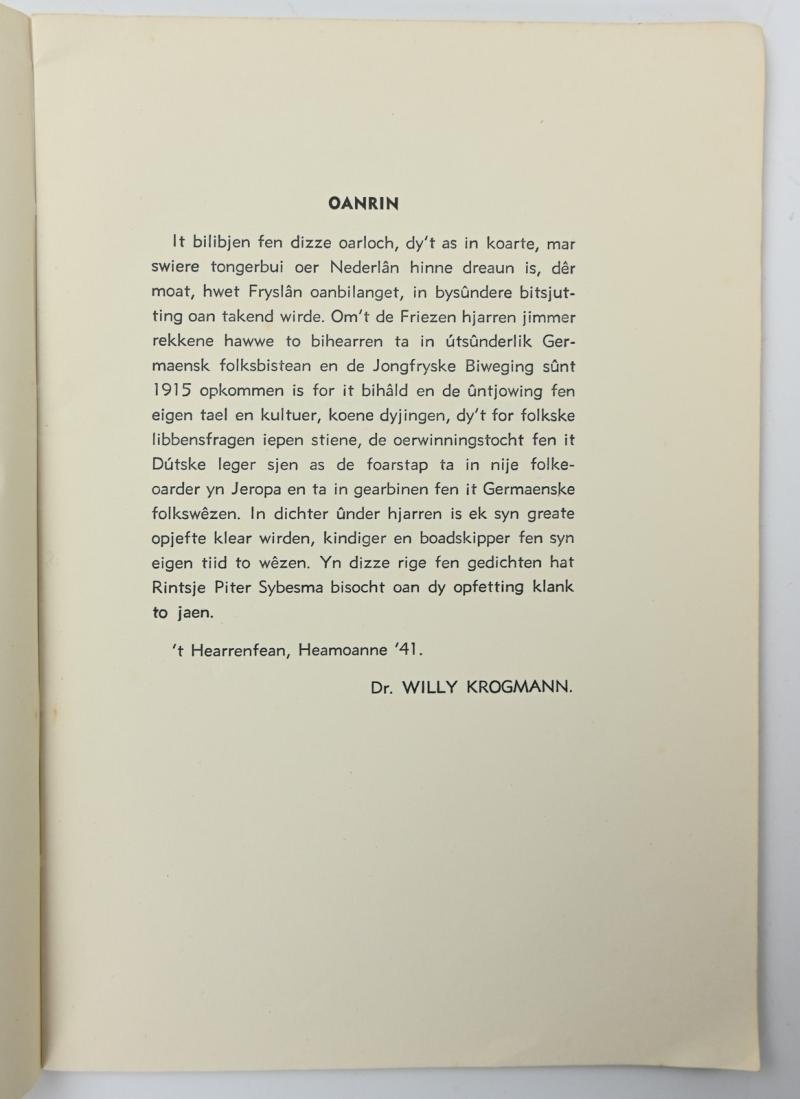 OANRIN
It bilibjen fen dizze oarloch, dy't as in koarte, mar
swiere tongerbui oer Nederlân hinne dreaun is, dêr
moat, hwet Fryslân oanbilanget, in bysûndere bitsjut-
ting oan takend wirde. Om't de Friezen hjarren jimmer
rekkene hawwe to bihearren ta in útsûnderlik Ger-
maensk folksbistean en de Jongfryske Biweging sûnt
1915 opkommen is for it bihâld en de ûntjowing fen
eigen tael en kultuer, koene dyjingen, dy't for folkske
libbensfragen iepen stiene, de oerwinningstocht fen it
Dútske leger sjen as de foarstap ta in nije folke-
oarder yn Jeropa en ta in gearbinen fen it Germaenske
folkswêzen. In dichter ûnder hjarren is ek syn greate
opjefte klear wirden, kindiger en boadskipper fen syn
eigen tiid to wêzen. Yn dizze rige fen gedichten hat
Rintsje Piter Sybesma bisocht oan dy opfetting klank
to jaen.
't Hearrenfean, Heamoanne '41.
Dr. WILLY KROGMANN.